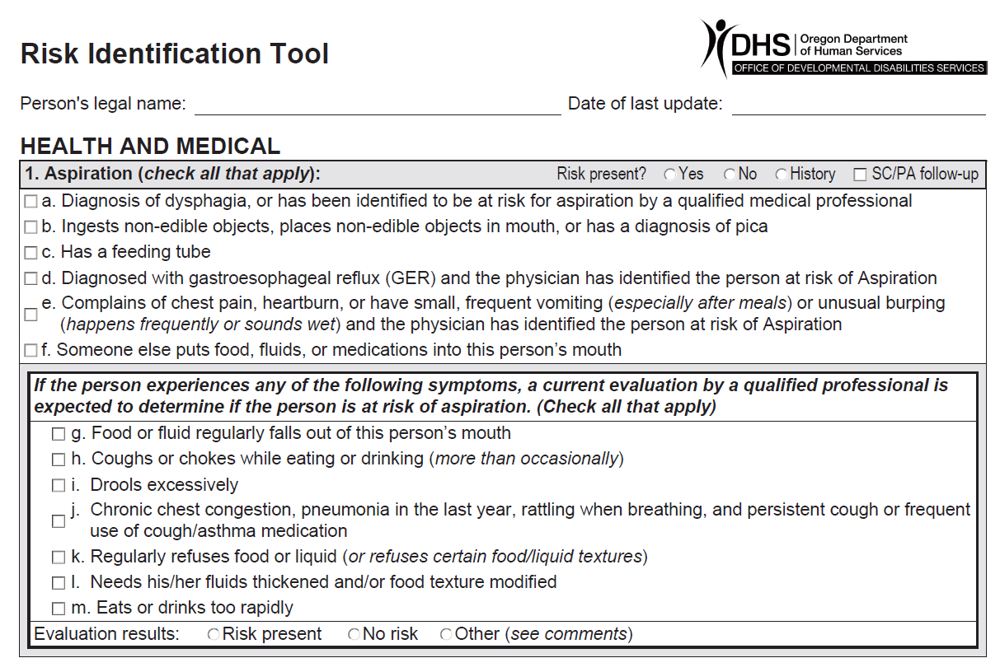 Risk Identification Tool
DHS
Oregon Department
of Human Services
OFFICE OF DEVELOPMENTAL DISABILITIES SERVICES
Person's legal name: Date of last update:
HEALTH AND MEDICAL
1. Aspiration (check all that apply): Risk present? Yes No History SC/PA follow-up
a. Diagnosis of dysphagia, or has been identified to be at risk for aspiration by a qualified medical professional
b. Ingests non-edible objects, places non-edible objects in mouth, or has a diagnosis of pica
c. Has a feeding tube
d. Diagnosed with gastroesophageal reflux (GER) and the physician has identified the person at risk of Aspiration
e. Complains of chest pain, heartburn, or have small, frequent vomiting (especially after meals) or unusual burping
(happens frequently or sounds wet) and the physician has identified the person at risk of Aspiration
f. Someone else puts food, fluids, or medications into this person's mouth
If the person experiences any of the following symptoms, a current evaluation by a qualified professional is
expected to determine if the person is at risk of aspiration. (Check all that apply)
g. Food or fluid regularly falls out of this person's mouth
h. Coughs or chokes while eating or drinking (more than occasionally)
i. Drools excessively
j. Chronic chest congestion, pneumonia in the last year, rattling when breathing, and persistent cough or frequent
use of cough/asthma medication
k. Regularly refuses food or liquid (or refuses certain food/liquid textures)
l. Needs his/her fluids thickened and/or food texture modified
m. Eats or drinks too rapidly
Evaluation results: Risk present No risk Other (see comments)